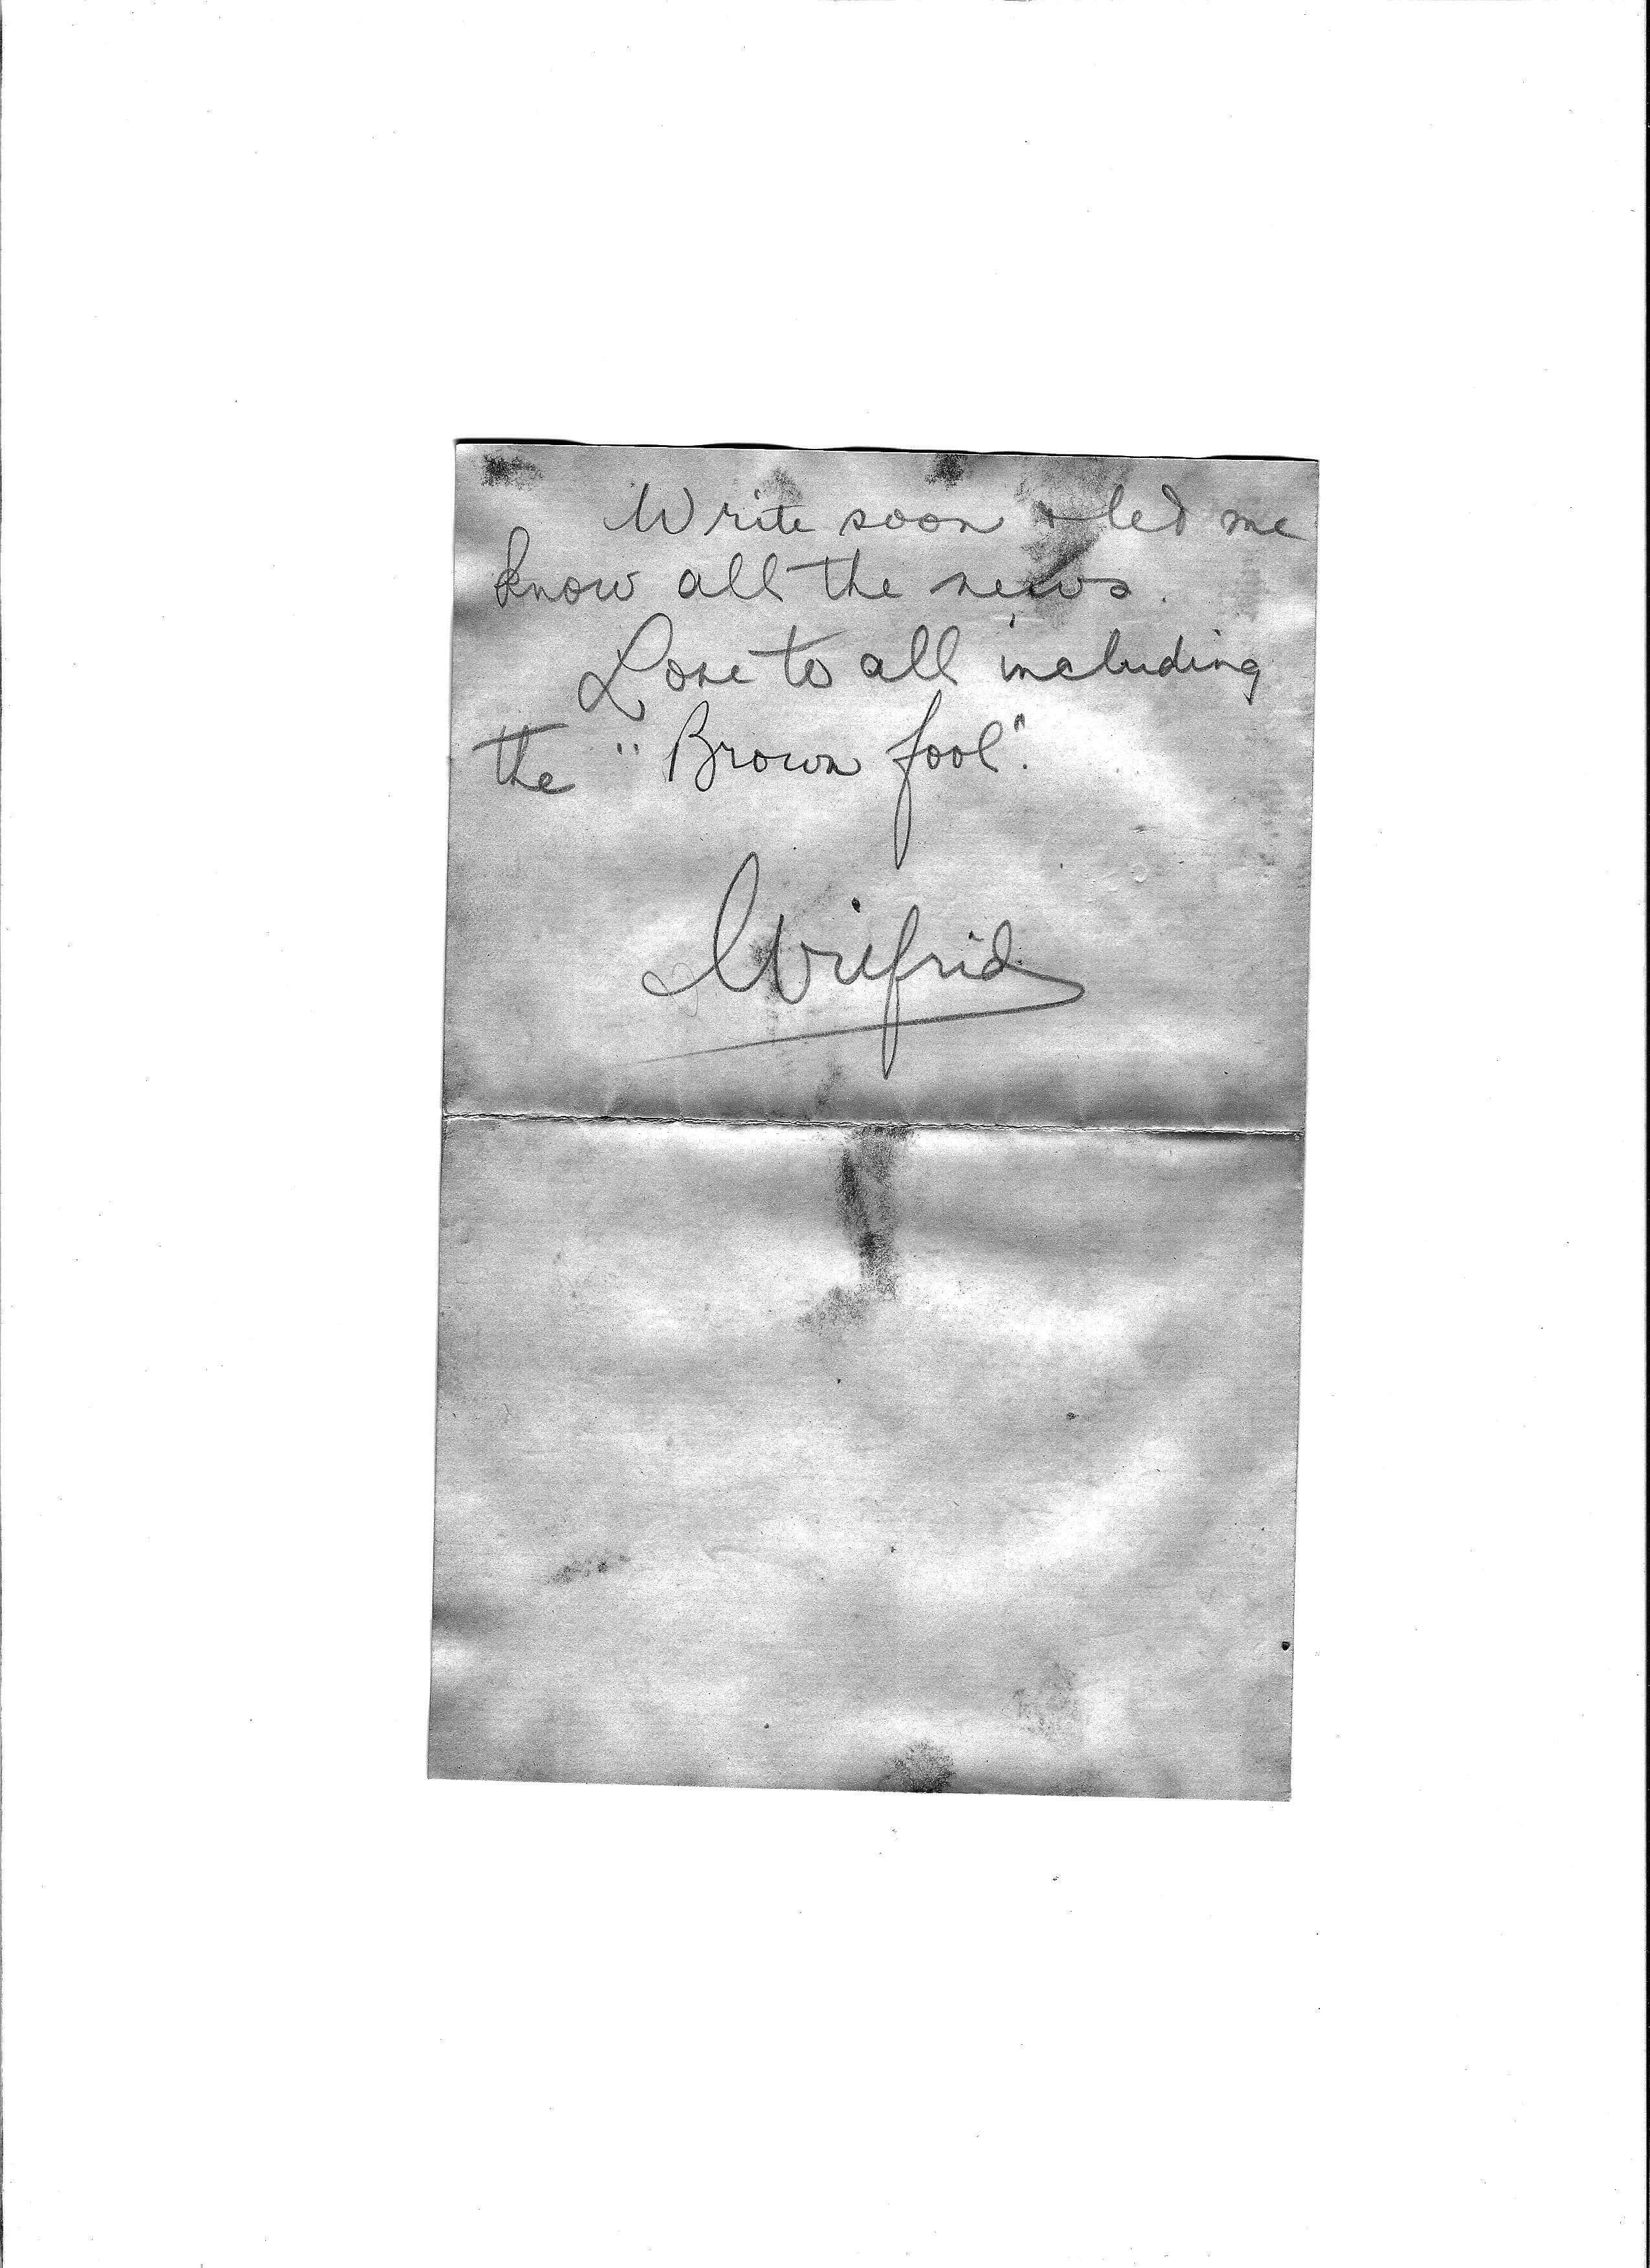 Write soon & let me
know all the news.
Love to all including
the "Brown fool".
Wilfrid